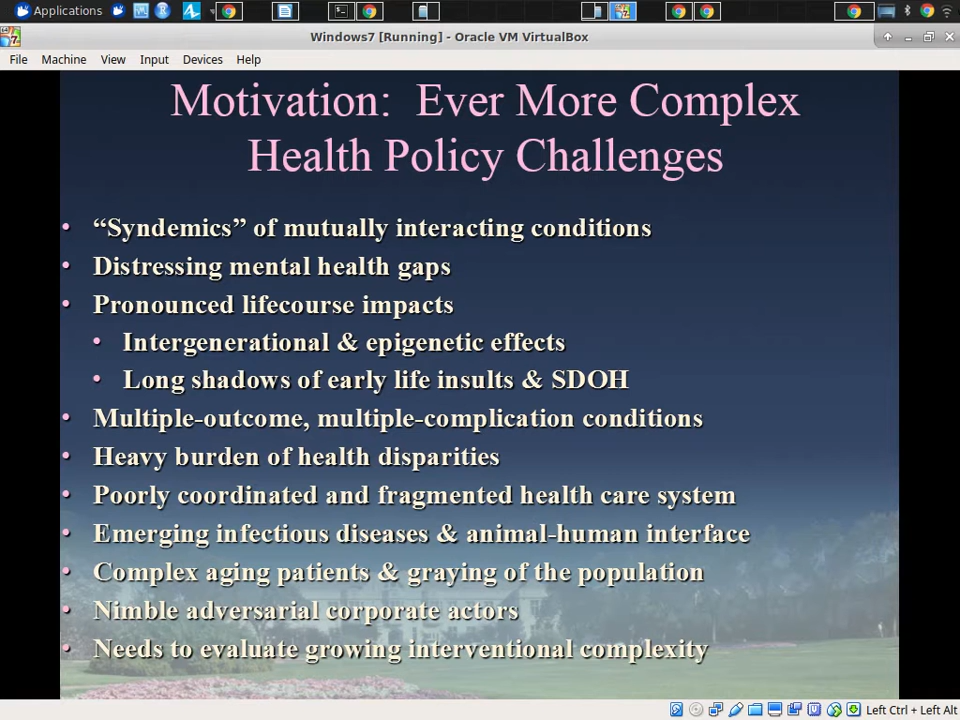 Applications
Windows7 [Running] - Oracle VM VirtualBox
File Machine View Input Devices Help
Motivation: Ever More Complex
Health Policy Challenges
• “Syndemics” of mutually interacting conditions
• Distressing mental health gaps
• Pronounced lifecourse impacts
• Intergenerational & epigenetic effects
• Long shadows of early life insults & SDOH
• Multiple-outcome, multiple-complication conditions
• Heavy burden of health disparities
• Poorly coordinated and fragmented health care system
• Emerging infectious diseases & animal-human interface
• Complex aging patients & graying of the population
• Nimble adversarial corporate actors
• Needs to evaluate growing interventional complexity
Left Ctrl + Left Alt